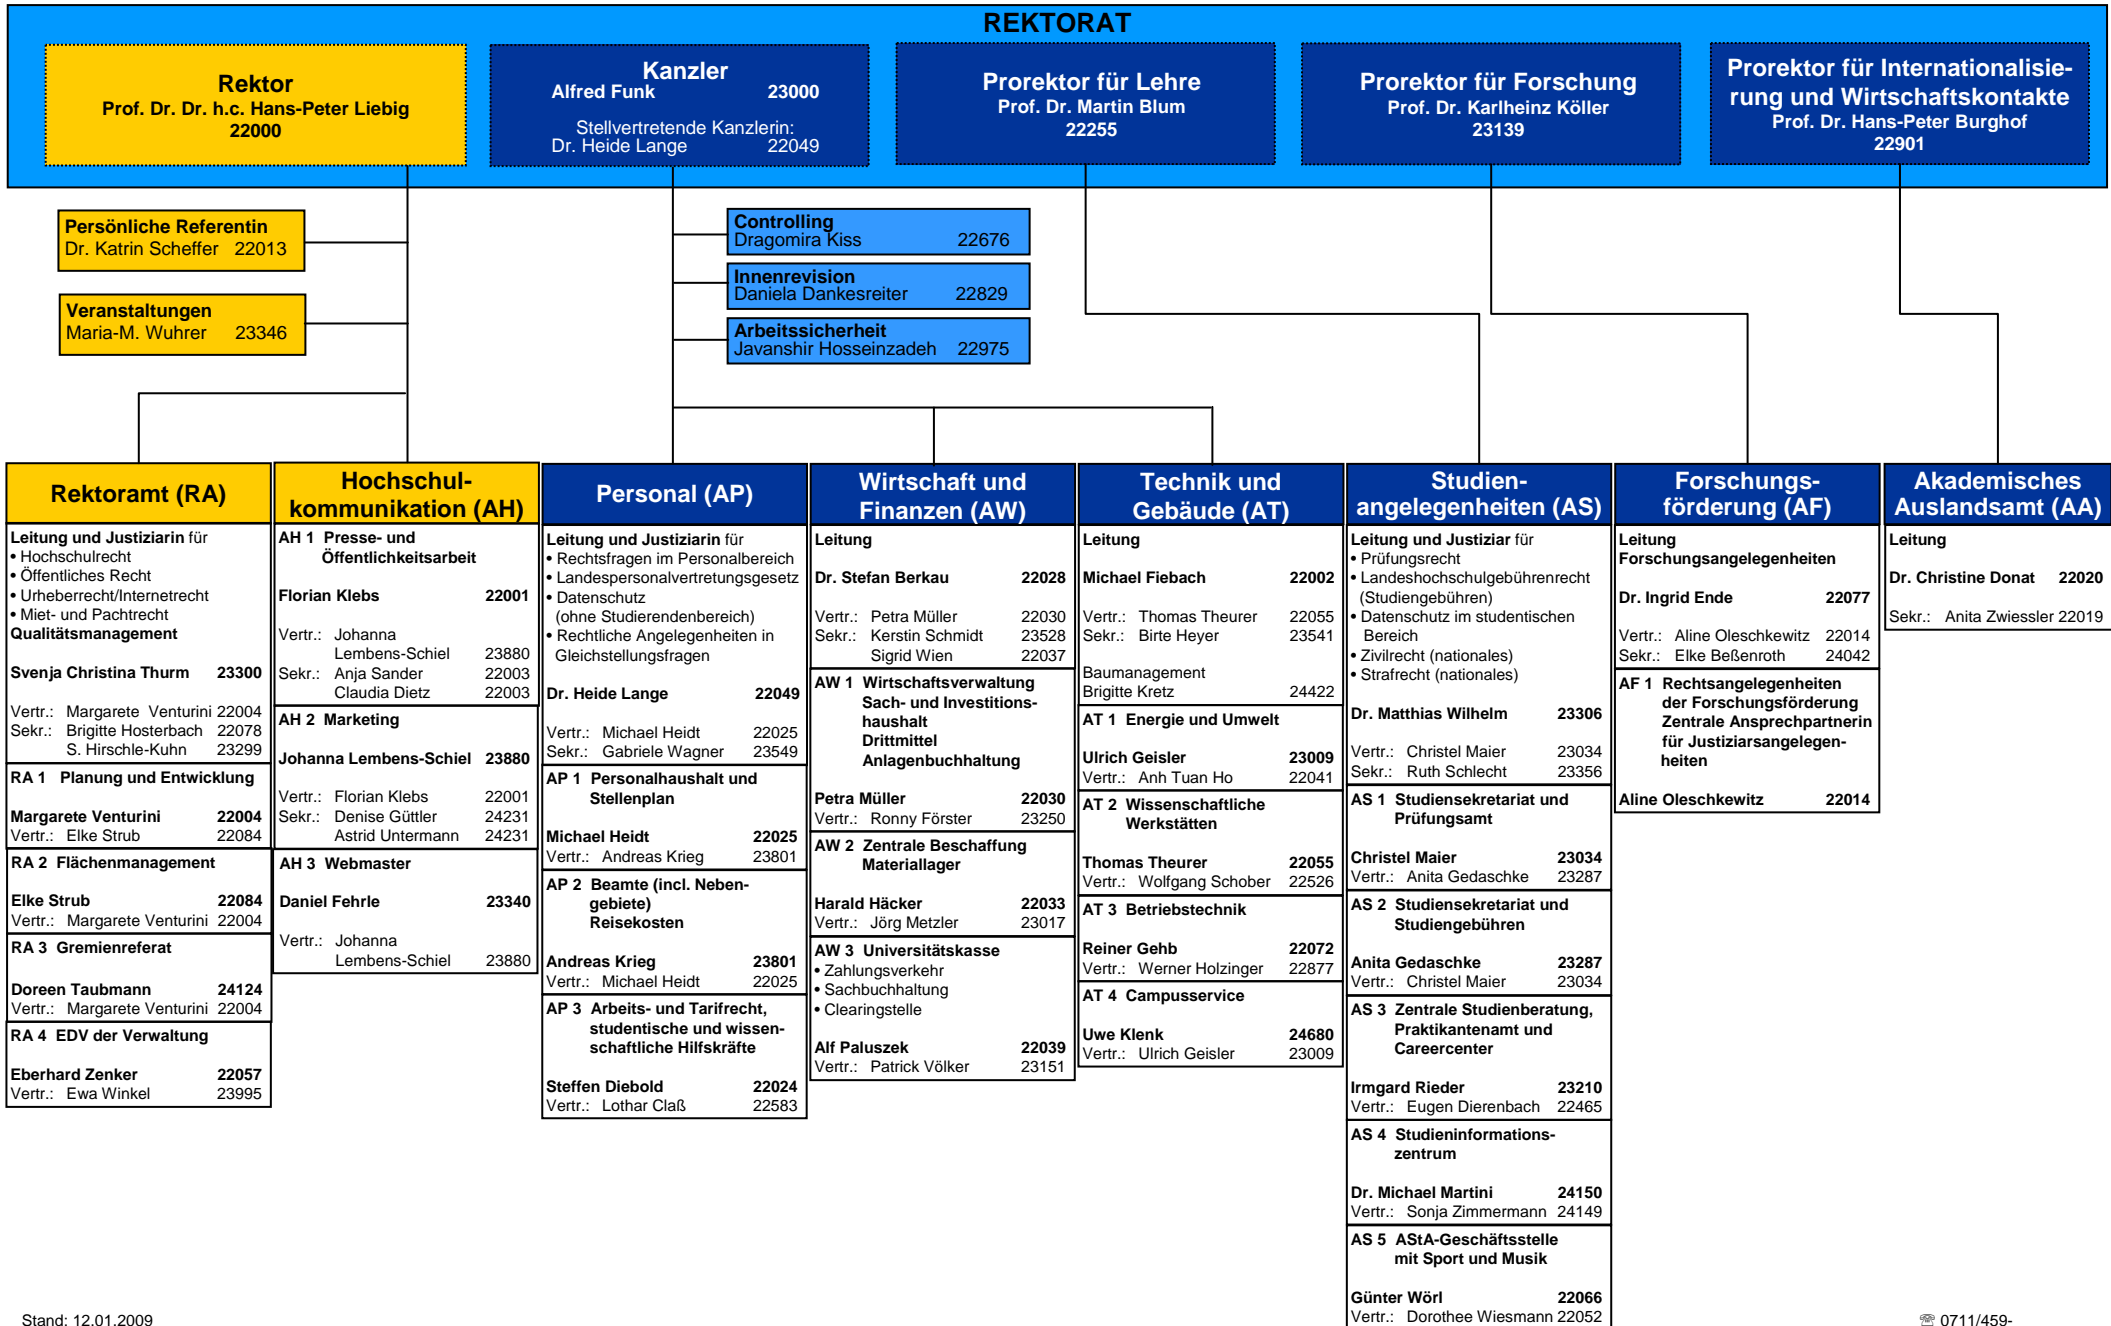 REKTORAT
Rektor
Prof. Dr. Dr. h.c. Hans-Peter Liebig
22000
Kanzler
Alfred Funk 23000
Stellvertretende Kanzlerin:
Dr. Heide Lange 22049
Prorektor für Lehre
Prof. Dr. Martin Blum
22255
Prorektor für Forschung
Prof. Dr. Karlheinz Köller
23139
Prorektor für Internationalisie-
rung und Wirtschaftskontakte
Prof. Dr. Hans-Peter Burghof
22901
Persönliche Referentin
Dr. Katrin Scheffer 22013
Veranstaltungen
Maria-M. Wuhrer 23346
Controlling
Dragomira Kiss 22676
Innenrevision
Daniela Dankesreiter 22829
Arbeitssicherheit
Javanshir Hosseinzadeh 22975
Rektoramt (RA)
Leitung und Justiziarin für
• Hochschulrecht
• Öffentliches Recht
• Urheberrecht/Internetrecht
• Miet- und Pachtrecht
Qualitätsmanagement
Svenja Christina Thurm 23300
Vertr.: Margarete Venturini 22004
Sekr.: Brigitte Hosterbach 22078
S. Hirschle-Kuhn 23299
RA 1 Planung und Entwicklung
Margarete Venturini 22004
Vertr.: Elke Strub 22084
RA 2 Flächenmanagement
Elke Strub 22084
Vertr.: Margarete Venturini 22004
RA 3 Gremienreferat
Doreen Taubmann 24124
Vertr.: Margarete Venturini 22004
RA 4 EDV der Verwaltung
Eberhard Zenker 22057
Vertr.: Ewa Winkel 23995
Hochschul-
kommunikation (AH)
AH 1 Presse- und
Öffentlichkeitsarbeit
Florian Klebs 22001
Vertr.: Johanna
Lembens-Schiel 23880
Sekr.: Anja Sander 22003
Claudia Dietz 22003
AH 2 Marketing
Johanna Lembens-Schiel 23880
Vertr.: Florian Klebs 22001
Sekr.: Denise Güttler 24231
Astrid Untermann 24231
AH 3 Webmaster
Daniel Fehrle 23340
Vertr.: Johanna
Lembens-Schiel 23880
Personal (AP)
Leitung und Justiziarin für
• Rechtsfragen im Personalbereich
• Landespersonalvertretungsgesetz
• Datenschutz
(ohne Studierendenbereich)
• Rechtliche Angelegenheiten in
Gleichstellungsfragen
Dr. Heide Lange 22049
Vertr.: Michael Heidt 22025
Sekr.: Gabriele Wagner 23549
AP 1 Personalhaushalt und
Stellenplan
Michael Heidt 22025
Vertr.: Andreas Krieg 23801
AP 2 Beamte (incl. Neben-
gebiete)
Reisekosten
Andreas Krieg 23801
Vertr.: Michael Heidt 22025
AP 3 Arbeits- und Tarifrecht,
studentische und wissen-
schaftliche Hilfskräfte
Steffen Diebold 22024
Vertr.: Lothar Claß 22583
Wirtschaft und
Finanzen (AW)
Leitung
Dr. Stefan Berkau 22028
Vertr.: Petra Müller 22030
Sekr.: Kerstin Schmidt 23528
Sigrid Wien 22037
AW 1 Wirtschaftsverwaltung
Sach- und Investitions-
haushalt
Drittmittel
Anlagenbuchhaltung
Petra Müller 22030
Vertr.: Ronny Förster 23250
AW 2 Zentrale Beschaffung
Materiallager
Harald Häcker 22033
Vertr.: Jörg Metzler 23017
AW 3 Universitätskasse
• Zahlungsverkehr
• Sachbuchhaltung
• Clearingstelle
Alf Paluszek 22039
Vertr.: Patrick Völker 23151
Technik und
Gebäude (AT)
Leitung
Michael Fiebach 22002
Vertr.: Thomas Theurer 22055
Sekr.: Birte Heyer 23541
Baumanagement
Brigitte Kretz 24422
AT 1 Energie und Umwelt
Ulrich Geisler 23009
Vertr.: Anh Tuan Ho 22041
AT 2 Wissenschaftliche
Werkstätten
Thomas Theurer 22055
Vertr.: Wolfgang Schober 22526
AT 3 Betriebstechnik
Reiner Gehb 22072
Vertr.: Werner Holzinger 22877
AT 4 Campusservice
Uwe Klenk 24680
Vertr.: Ulrich Geisler 23009
Studien-
angelegenheiten (AS)
Leitung und Justiziar für
• Prüfungsrecht
• Landeshochschulgebührenrecht
(Studiengebühren)
• Datenschutz im studentischen
Bereich
• Zivilrecht (nationales)
• Strafrecht (nationales)
Dr. Matthias Wilhelm 23306
Vertr.: Christel Maier 23034
Sekr.: Ruth Schlecht 23356
AS 1 Studiensekretariat und
Prüfungsamt
Christel Maier 23034
Vertr.: Anita Gedaschke 23287
AS 2 Studiensekretariat und
Studiengebühren
Anita Gedaschke 23287
Vertr.: Christel Maier 23034
AS 3 Zentrale Studienberatung,
Praktikantenamt und
Careercenter
Irmgard Rieder 23210
Vertr.: Eugen Dierenbach 22465
AS 4 Studieninformations-
zentrum
Dr. Michael Martini 24150
Vertr.: Sonja Zimmermann 24149
AS 5 AStA-Geschäftsstelle
mit Sport und Musik
Günter Wörl 22066
Vertr.: Dorothee Wiesmann 22052
Forschungs-
förderung (AF)
Leitung
Forschungsangelegenheiten
Dr. Ingrid Ende 22077
Vertr.: Aline Oleschkewitz 22014
Sekr.: Elke Beßenroth 24042
AF 1 Rechtsangelegenheiten
der Forschungsförderung
Zentrale Ansprechpartnerin
für Justiziarsangelegen-
heiten
Aline Oleschkewitz 22014
Akademisches
Auslandsamt (AA)
Leitung
Dr. Christine Donat 22020
Sekr.: Anita Zwiessler 22019
Stand: 12.01.2009
☏ 0711/459-